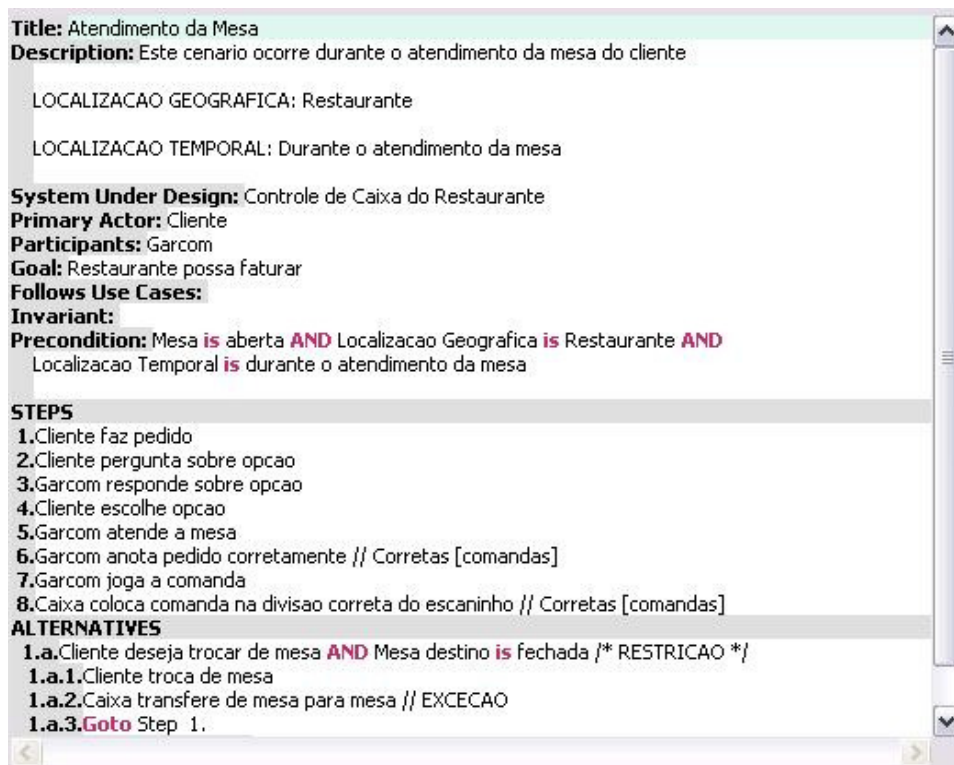 Title: Atendimento da Mesa
Description: Este cenario ocorre durante o atendimento da mesa do cliente
LOCALIZACAO GEOGRAFICA: Restaurante
LOCALIZACAO TEMPORAL: Durante o atendimento da mesa
System Under Design: Controle de Caixa do Restaurante
Primary Actor: Cliente
Participants: Garcom
Goal: Restaurante possa faturar
Follows Use Cases:
Invariant:
Precondition: Mesa is aberta AND Localizacao Geografica is Restaurante AND
Localizacao Temporal is durante o atendimento da mesa
STEPS
1.Cliente faz pedido
2.Cliente pergunta sobre opcao
3.Garcom responde sobre opcao
4.Cliente escolhe opcao
5.Garcom atende a mesa
6.Garcom anota pedido corretamente // Corretas [comandas]
7.Garcom joga a comanda
8.Caixa coloca comanda na divisao correta do escaninho // Corretas [comandas]
ALTERNATIVES
1.a.Cliente deseja trocar de mesa AND Mesa destino is fechada /* RESTRICAO */
1.a.1.Cliente troca de mesa
1.a.2.Caixa transfere de mesa para mesa // EXCECAO
1.a.3.Goto Step 1.